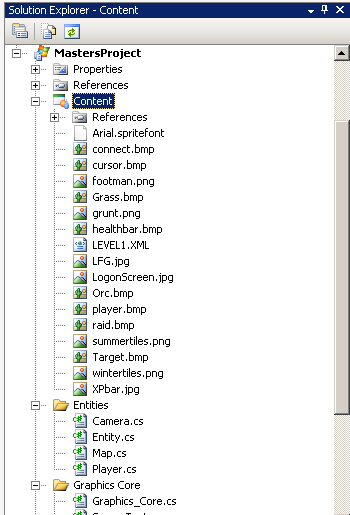 Solution Explorer - Content
MastersProject
Properties
References
Content
References
Arial.spritefont
connect.bmp
cursor.bmp
footman.png
Grass.bmp
grunt.png
healthbar.bmp
LEVEL1.XML
LFG.jpg
LogonScreen.jpg
Orc.bmp
player.bmp
raid.bmp
summertiles.png
Target.bmp
wintertiles.png
XPbar.jpg
Entities
Camera.cs
Entity.cs
Map.cs
Player.cs
Graphics Core
Graphics_Core.cs